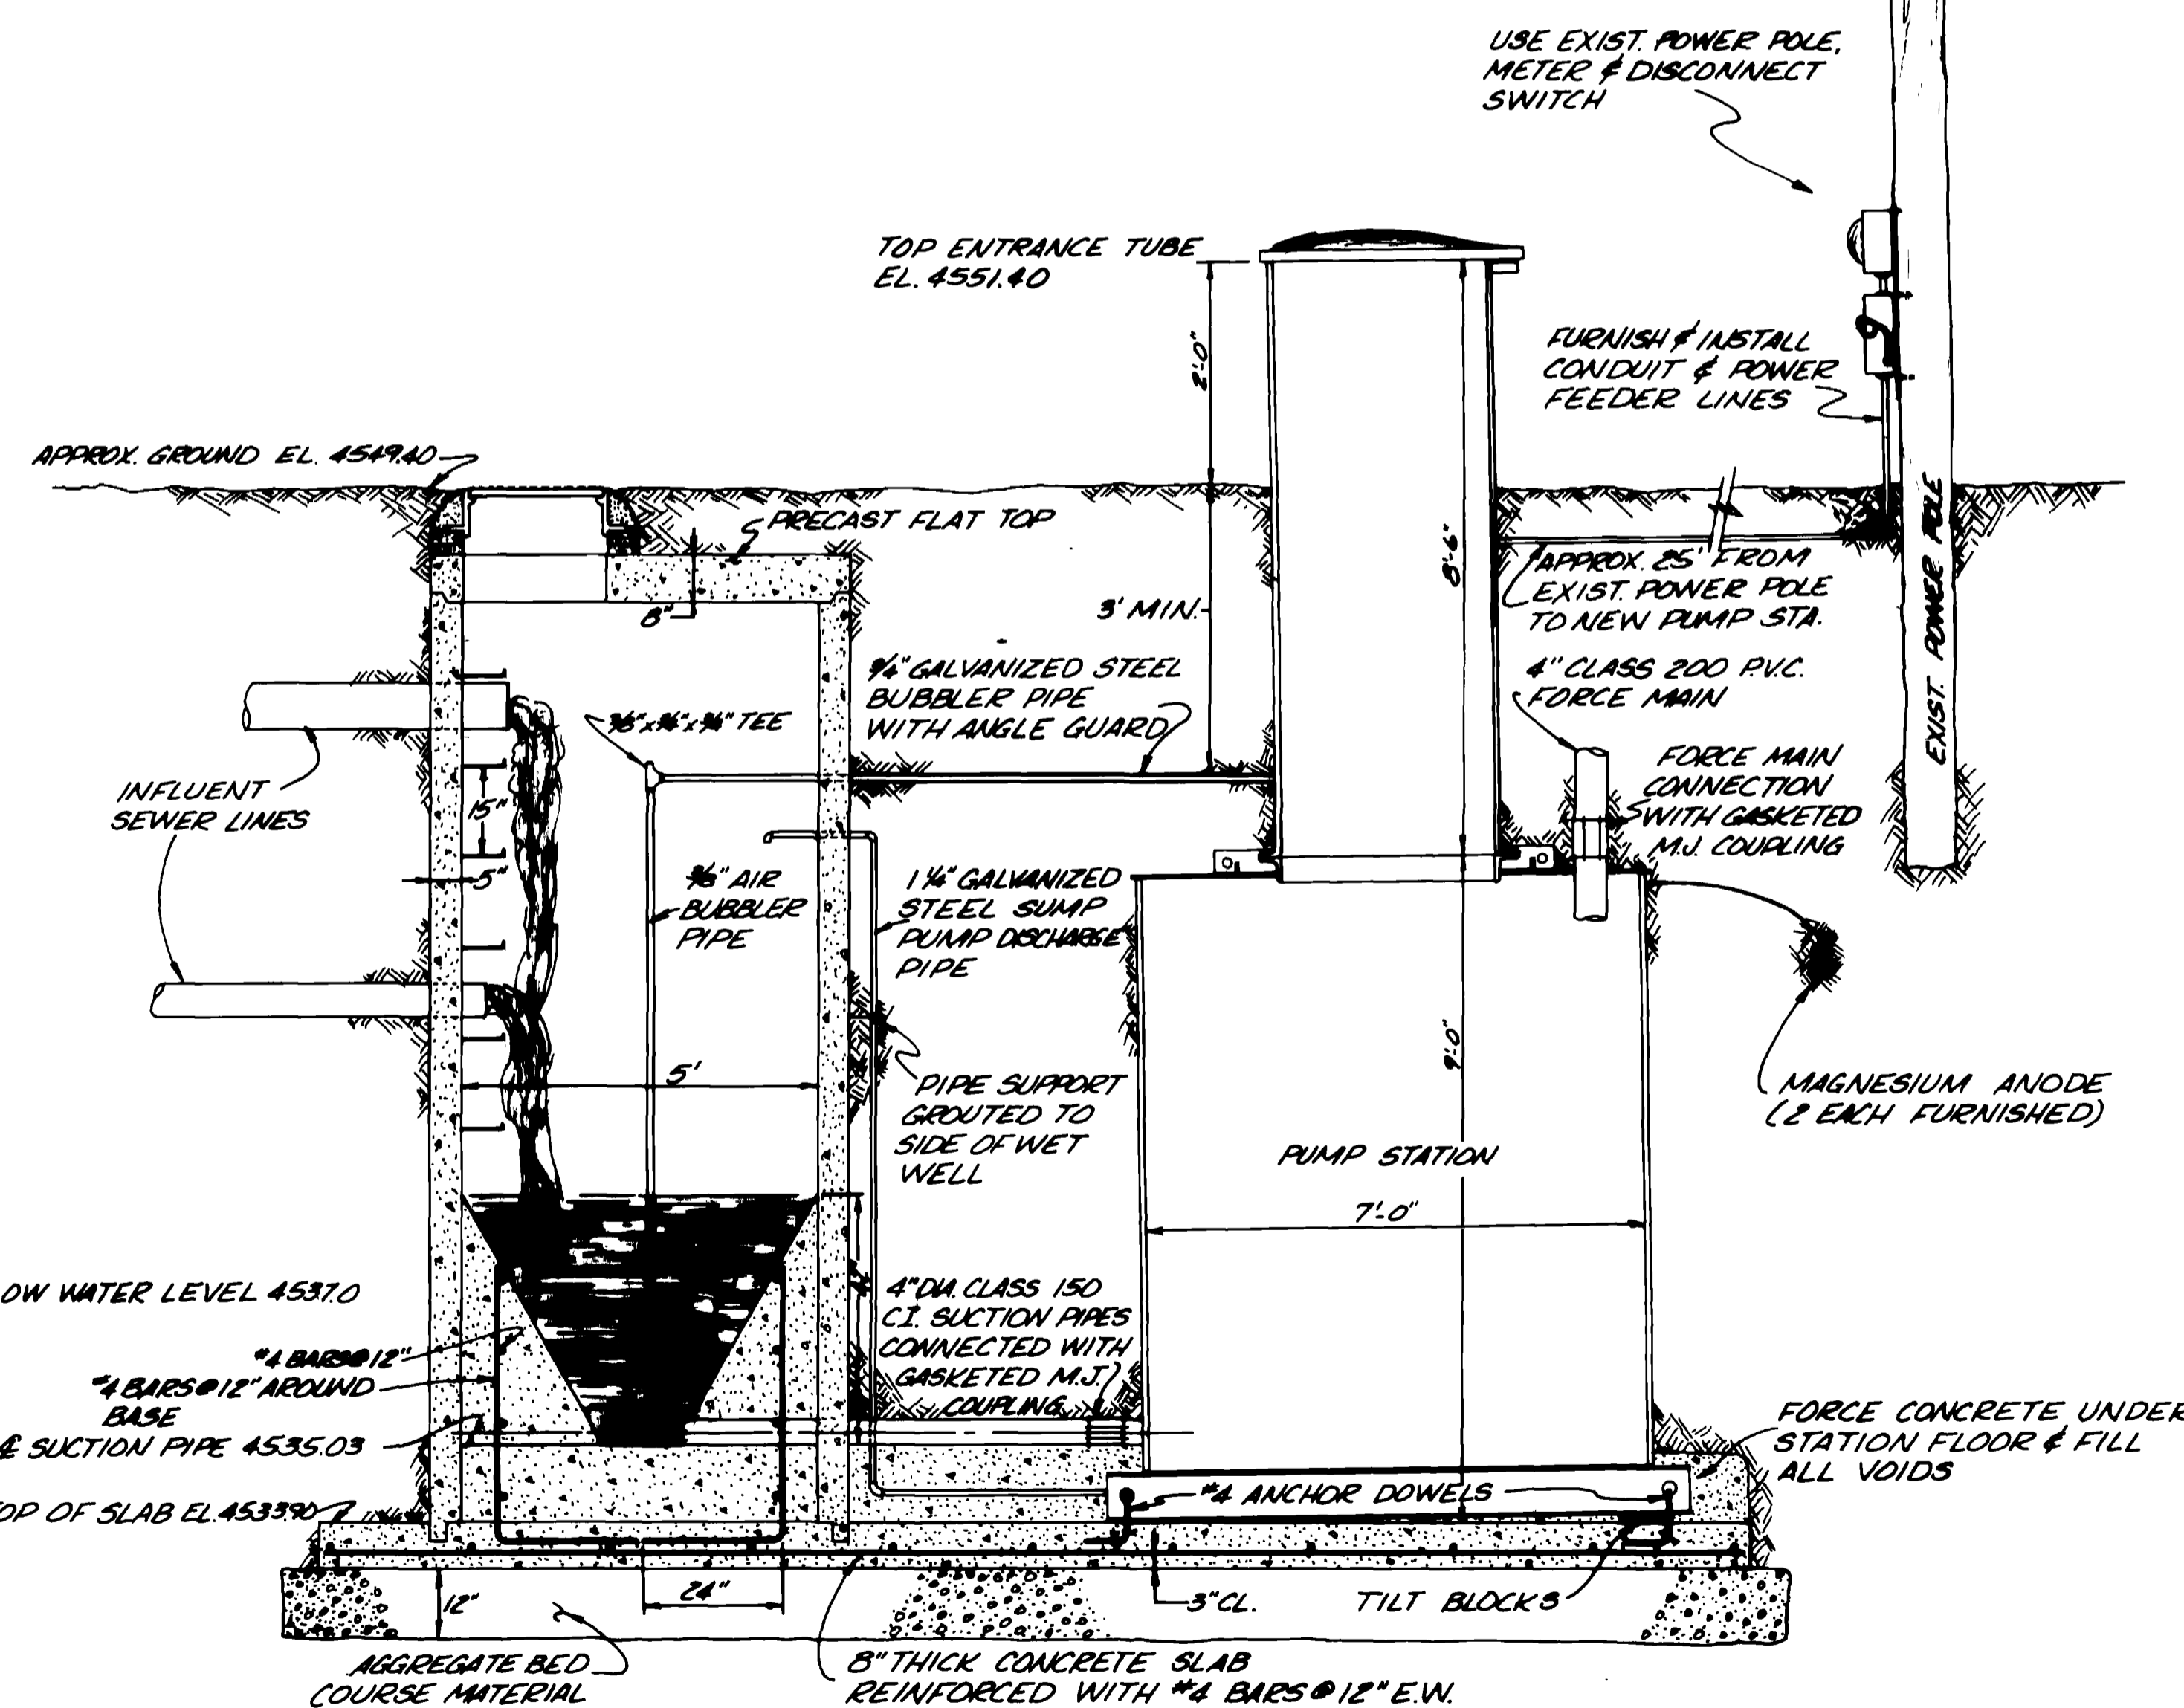 USE EXIST. POWER POLE,
METER & DISCONNECT
SWITCH
TOP ENTRANCE TUBE
EL. 4551.40
2'-0"
FURNISH & INSTALL
CONDUIT & POWER
FEEDER LINES
APPROX. GROUND EL. 4549.40
PRECAST FLAT TOP
8"
3' MIN.
8'-6"
APPROX. 25' FROM
EXIST. POWER POLE
TO NEW PUMP STA.
EXIST. POWER POLE
3/4" GALVANIZED STEEL
BUBBLER PIPE
WITH ANGLE GUARD
4" CLASS 200 P.V.C.
FORCE MAIN
TEE
FORCE MAIN
CONNECTION
WITH GASKETED
M.J. COUPLING
INFLUENT
SEWER LINES
15"
5"
AIR
BUBBLER
PIPE
1 1/4" GALVANIZED
STEEL SUMP
PUMP DISCHARGE
PIPE
5'
9'-0"
PIPE SUPPORT
GROUTED TO
SIDE OF WET
WELL
MAGNESIUM ANODE
(2 EACH FURNISHED)
PUMP STATION
7'-0"
OW WATER LEVEL 4537.0
4" DIA. CLASS 150
C.I. SUCTION PIPES
CONNECTED WITH
GASKETED M.J.
COUPLING
#4 BARS @ 12"
#4 BARS @ 12" AROUND
BASE
℄ SUCTION PIPE 4535.03
FORCE CONCRETE UNDER
STATION FLOOR & FILL
ALL VOIDS
TOP OF SLAB EL. 4533.90
#4 ANCHOR DOWELS
12"
24"
3" CL.
TILT BLOCKS
AGGREGATE BED
COURSE MATERIAL
8" THICK CONCRETE SLAB
REINFORCED WITH #4 BARS @ 12" E.W.